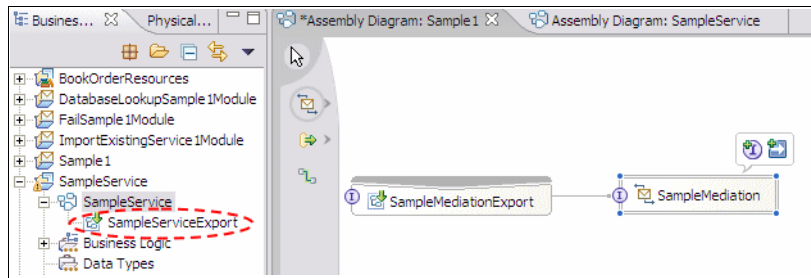 Busines...
Physical...
*Assembly Diagram: Sample1
Assembly Diagram: SampleService
BookOrderResources
DatabaseLookupSample1Module
FailSample1Module
ImportExistingService1Module
Sample1
SampleService
SampleService
SampleServiceExport
Business Logic
Data Types
SampleMediationExport
SampleMediation